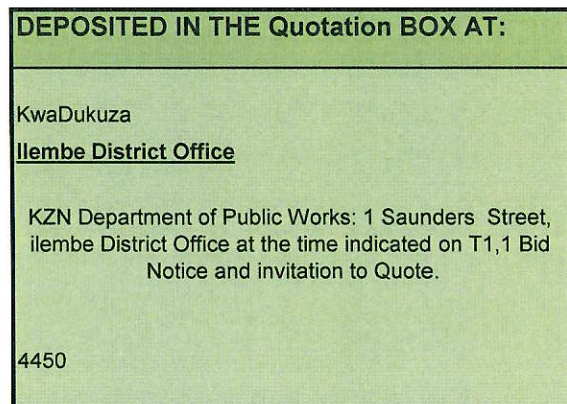 DEPOSITED IN THE Quotation BOX AT:
KwaDukuza
Ilembe District Office
KZN Department of Public Works: 1 Saunders Street,
ilembe District Office at the time indicated on T1,1 Bid
Notice and invitation to Quote.
4450